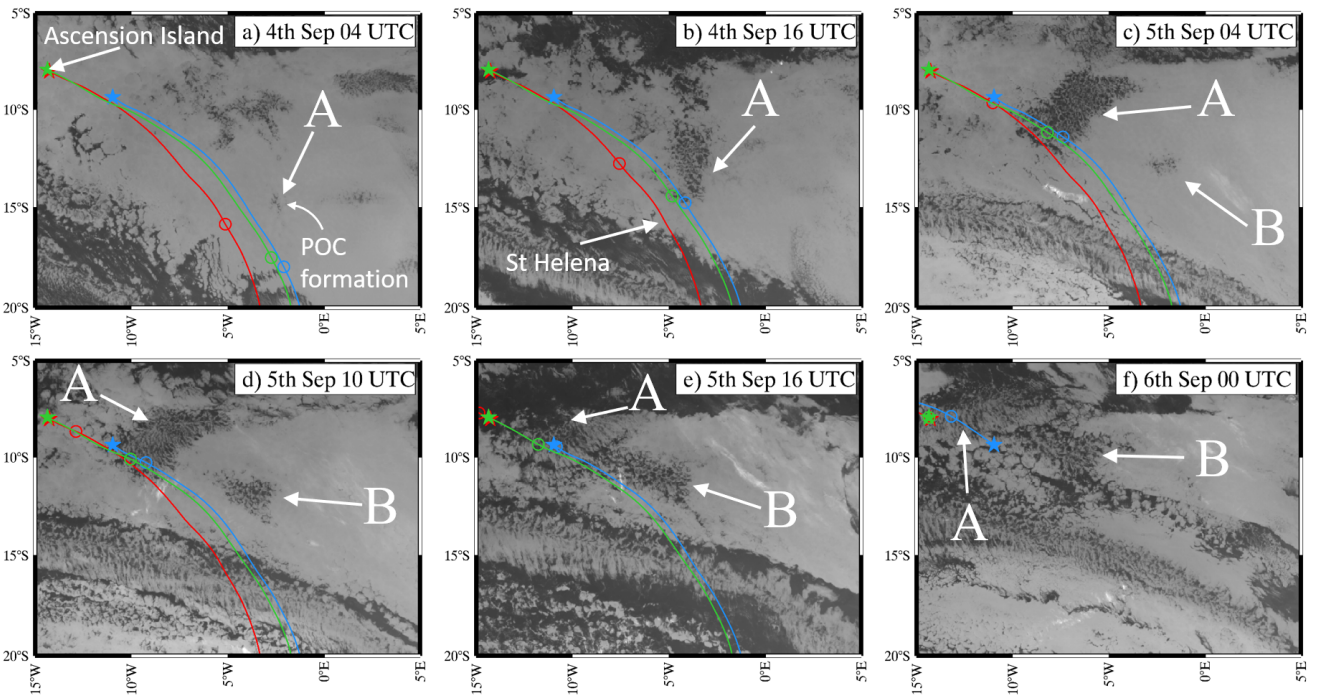 a) 4th Sep 04 UTC
Ascension Island
A
POC
formation
5°S
10°S
15°S
20°S
15°W
10°W
5°W
0°E
5°E
b) 4th Sep 16 UTC
A
St Helena
5°S
10°S
15°S
20°S
15°W
10°W
5°W
0°E
5°E
c) 5th Sep 04 UTC
A
B
5°S
10°S
15°S
20°S
15°W
10°W
5°W
0°E
5°E
d) 5th Sep 10 UTC
A
B
5°S
10°S
15°S
20°S
15°W
10°W
5°W
0°E
5°E
e) 5th Sep 16 UTC
A
B
5°S
10°S
15°S
20°S
15°W
10°W
5°W
0°E
5°E
f) 6th Sep 00 UTC
B
A
5°S
10°S
15°S
20°S
15°W
10°W
5°W
0°E
5°E